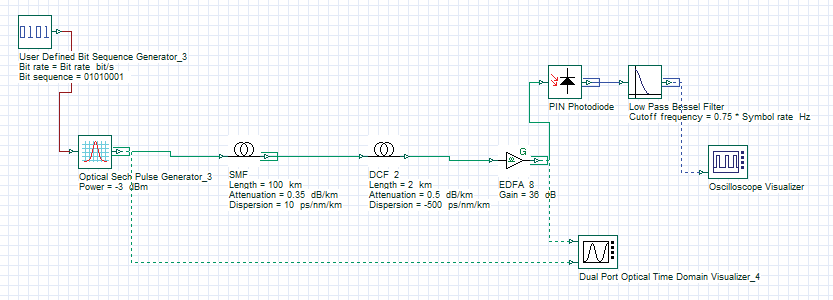 0101
User Defined Bit Sequence Generator_3
Bit rate = Bit rate bit/s
Bit sequence = 01010001
Optical Sech Pulse Generator_3
Power = -3 dBm
SMF
Length = 100 km
Attenuation = 0.35 dB/km
Dispersion = 10 ps/nm/km
DCF 2
Length = 2 km
Attenuation = 0.5 dB/km
Dispersion = -500 ps/nm/km
G
EDFA 8
Gain = 36 dB
PIN Photodiode
Low Pass Bessel Filter
Cutoff frequency = 0.75 * Symbol rate Hz
Oscilloscope Visualizer
Dual Port Optical Time Domain Visualizer_4